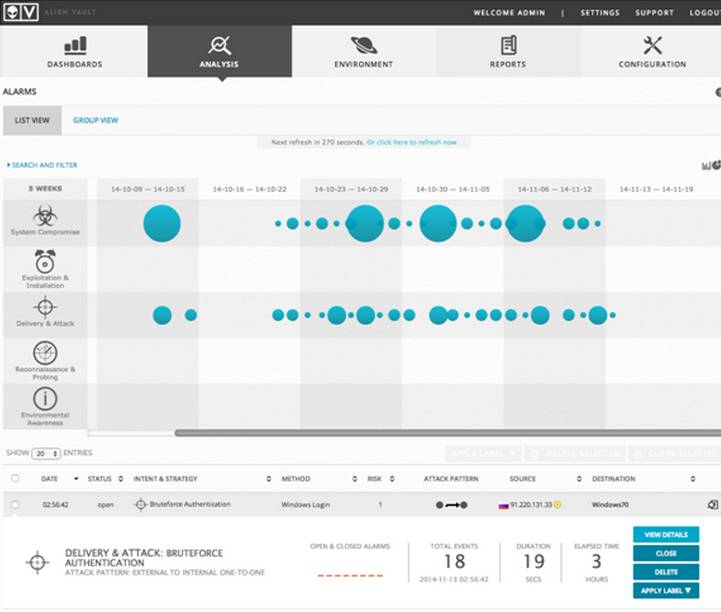 ALIEN VAULT
WELCOME ADMIN | SETTINGS SUPPORT LOGOUT
DASHBOARDS ANALYSIS ENVIRONMENT REPORTS CONFIGURATION
ALARMS
LIST VIEW GROUP VIEW
Next refresh in 270 seconds. Or click here to refresh now
SEARCH AND FILTER
5 WEEKS 14-10-09 — 14-10-15 14-10-16 — 14-10-22 14-10-23 — 14-10-29 14-10-30 — 14-11-05 14-11-06 — 14-11-12 14-11-13 — 14-11-19
System Compromise
Exploitation &
Installation
Delivery & Attack
Reconnaissance &
Probing
Environmental
Awareness
SHOW 20 ENTRIES APPLY LABEL DELETE SELECTED CLOSE SELECTED
DATE STATUS INTENT & STRATEGY METHOD RISK ATTACK PATTERN SOURCE DESTINATION
02:56:42 open Bruteforce Authentication Windows Login 1 91.220.131.33 Windows70
DELIVERY & ATTACK: BRUTEFORCE
AUTHENTICATION
ATTACK PATTERN: EXTERNAL TO INTERNAL ONE-TO-ONE
OPEN & CLOSED ALARMS
TOTAL EVENTS
18
2014-11-13 02:56:42
DURATION
19
SECS
ELAPSED TIME
3
HOURS
VIEW DETAILS
CLOSE
DELETE
APPLY LABEL